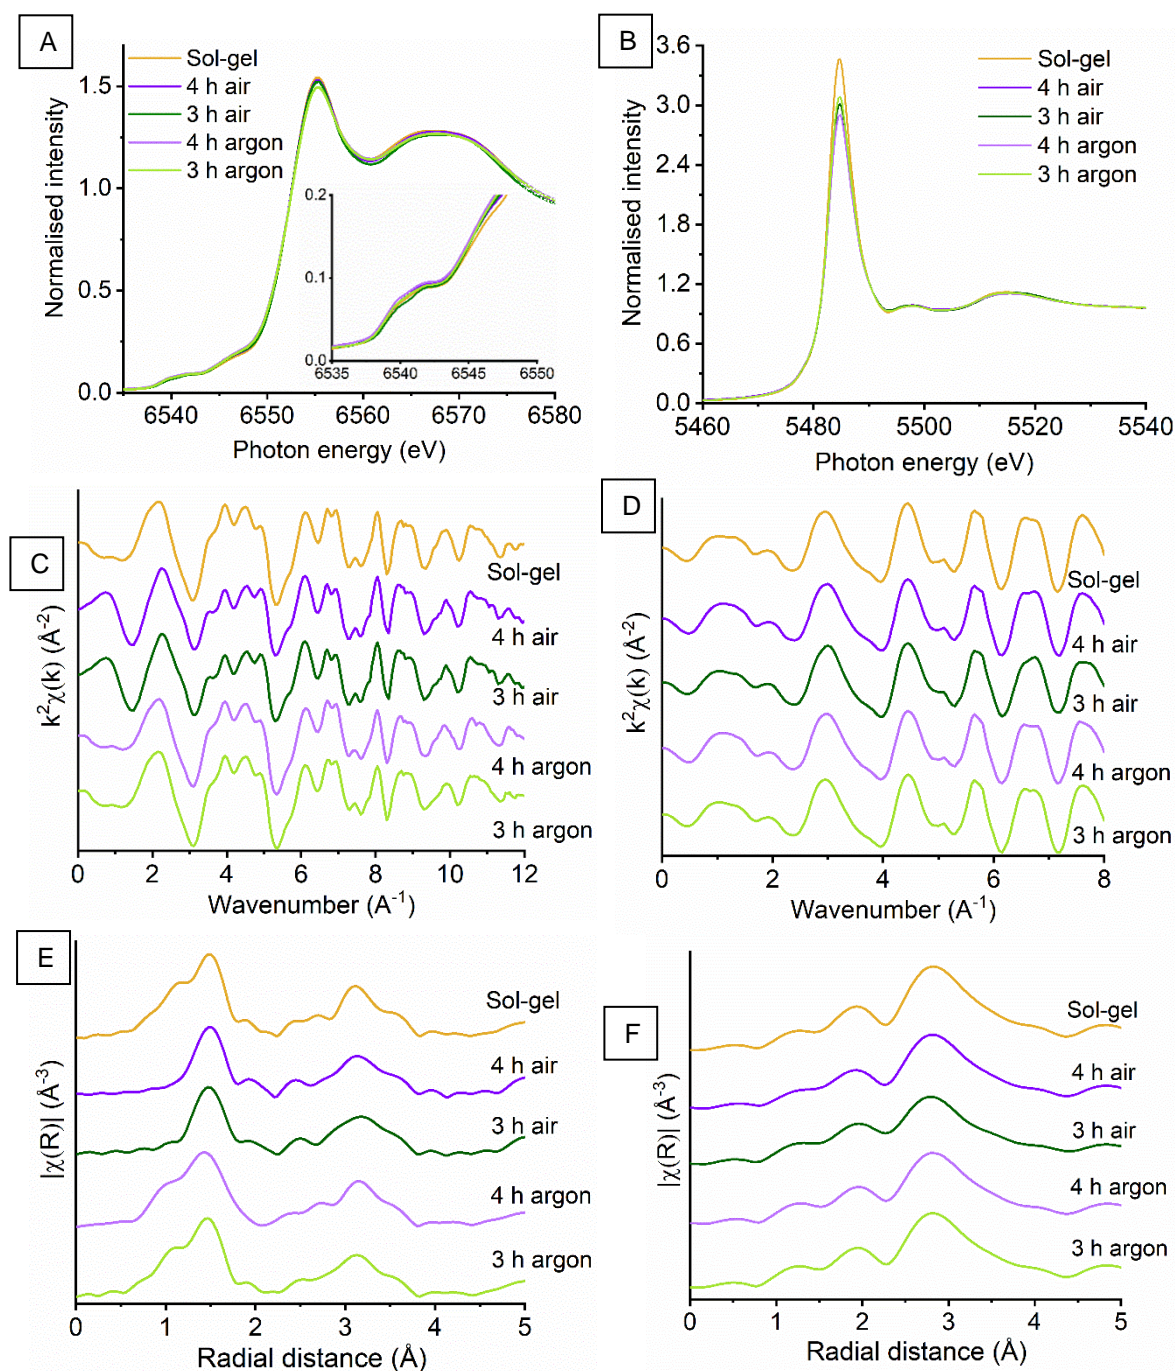 A
Normalised intensity
1.5
1.0
0.5
0.0
Sol-gel
4 h air
3 h air
4 h argon
3 h argon
0.2
0.1
0.0
6535 6540 6545 6550
6540 6550 6560 6570 6580
Photon energy (eV)
B
Normalised intensity
3.6
3.0
2.4
1.8
1.2
0.6
0.0
Sol-gel
4 h air
3 h air
4 h argon
3 h argon
5460 5480 5500 5520 5540
Photon energy (eV)
C
k²χ(k) (Å⁻²)
Sol-gel
4 h air
3 h air
4 h argon
3 h argon
0 2 4 6 8 10 12
Wavenumber (A⁻¹)
D
k²χ(k) (Å⁻²)
Sol-gel
4 h air
3 h air
4 h argon
3 h argon
0 2 4 6 8
Wavenumber (A⁻¹)
E
|χ(R)| (Å⁻³)
Sol-gel
4 h air
3 h air
4 h argon
3 h argon
0 1 2 3 4 5
Radial distance (Å)
F
|χ(R)| (Å⁻³)
Sol-gel
4 h air
3 h air
4 h argon
3 h argon
0 1 2 3 4 5
Radial distance (Å)